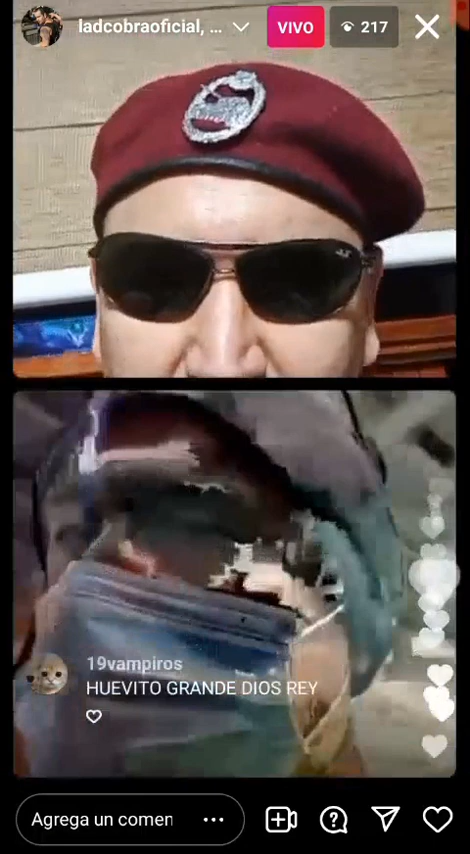 ladcobraoficial, ...
VIVO
217
19vampiros
HUEVITO GRANDE DIOS REY
Agrega un comen